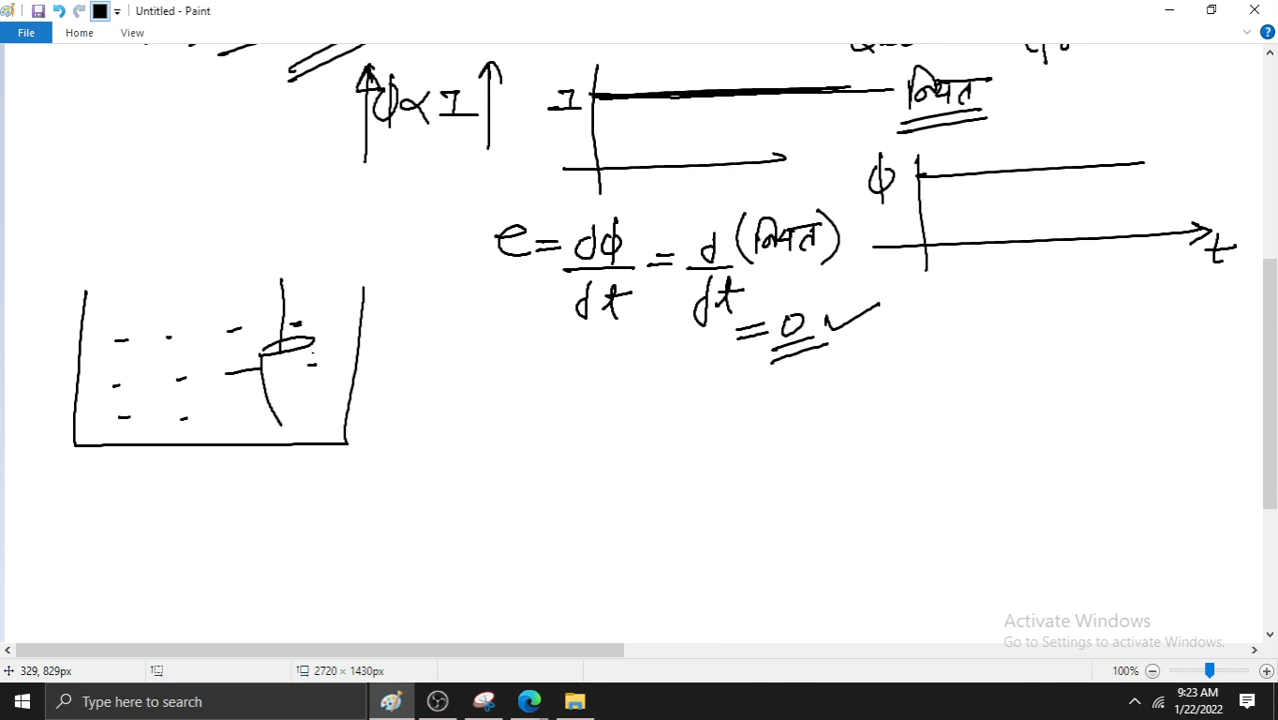 Untitled - Paint
File Home View
ϕ∝I I नियत
ϕ
t
e = dϕ/dt = d/dt (नियत)
= 0 ✓
Activate Windows
Go to Settings to activate Windows.
329, 829px 2720 × 1430px 100%
Type here to search 9:23 AM
1/22/2022